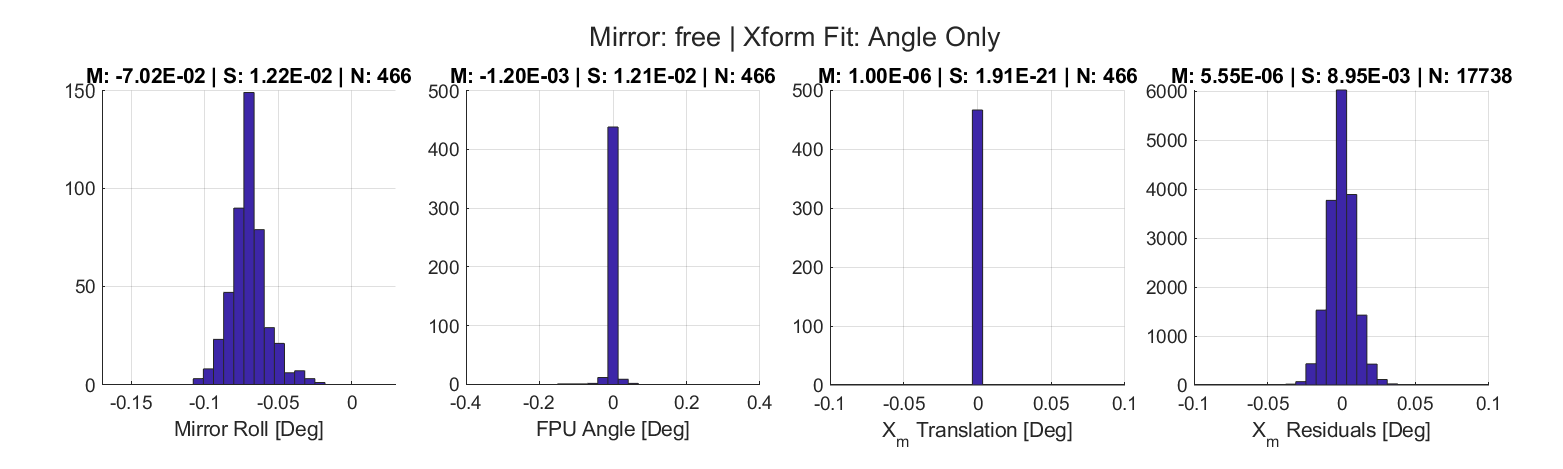 Mirror: free | Xform Fit: Angle Only
M: -7.02E-02 | S: 1.22E-02 | N: 466
150
100
50
0
-0.15 -0.1 -0.05 0
Mirror Roll [Deg]
M: -1.20E-03 | S: 1.21E-02 | N: 466
500
400
300
200
100
0
-0.4 -0.2 0 0.2 0.4
FPU Angle [Deg]
M: 1.00E-06 | S: 1.91E-21 | N: 466
500
400
300
200
100
0
-0.1 -0.05 0 0.05 0.1
Xm Translation [Deg]
M: 5.55E-06 | S: 8.95E-03 | N: 17738
6000
5000
4000
3000
2000
1000
0
-0.1 -0.05 0 0.05 0.1
Xm Residuals [Deg]